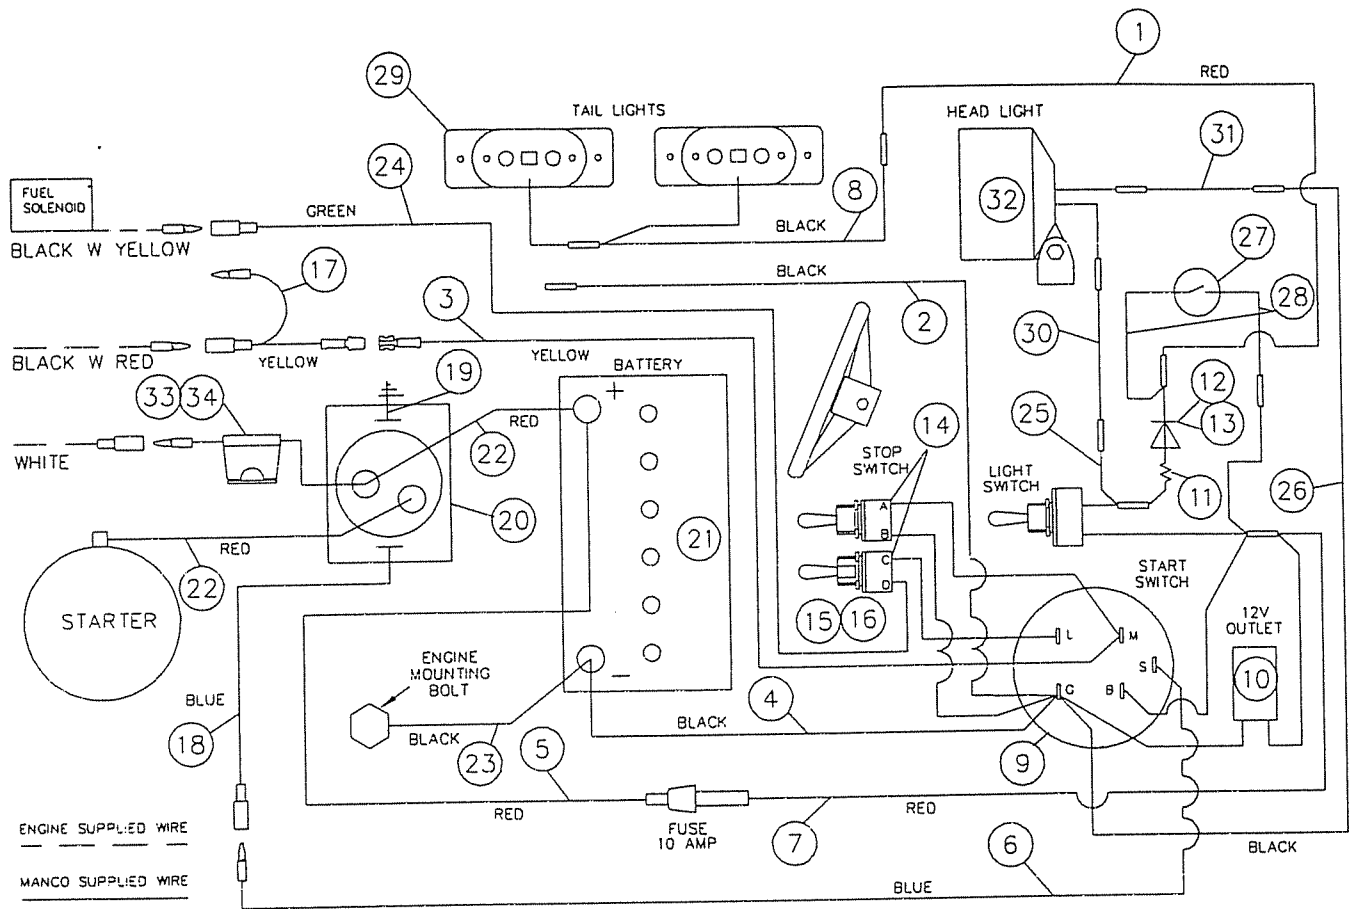 1
RED
29
TAIL LIGHTS
HEAD LIGHT
31
24
8
32
FUEL
SOLENOID
GREEN
BLACK
BLACK W YELLOW
17
BLACK
27
28
3
2
30
BLACK W RED
YELLOW
YELLOW
BATTERY
19
33
34
+
12
13
RED
22
25
14
WHITE
STOP
SWITCH
LIGHT
SWITCH
11
26
20
21
A
B
RED
22
C
D
START
SWITCH
STARTER
15
16
12V
OUTLET
L
M
S
ENGINE
MOUNTING
BOLT
G
B
10
BLUE
4
BLACK
18
BLACK
23
5
9
RED
FUSE
10 AMP
7
RED
ENGINE SUPPLIED WIRE
6
BLACK
MANCO SUPPLIED WIRE
BLUE